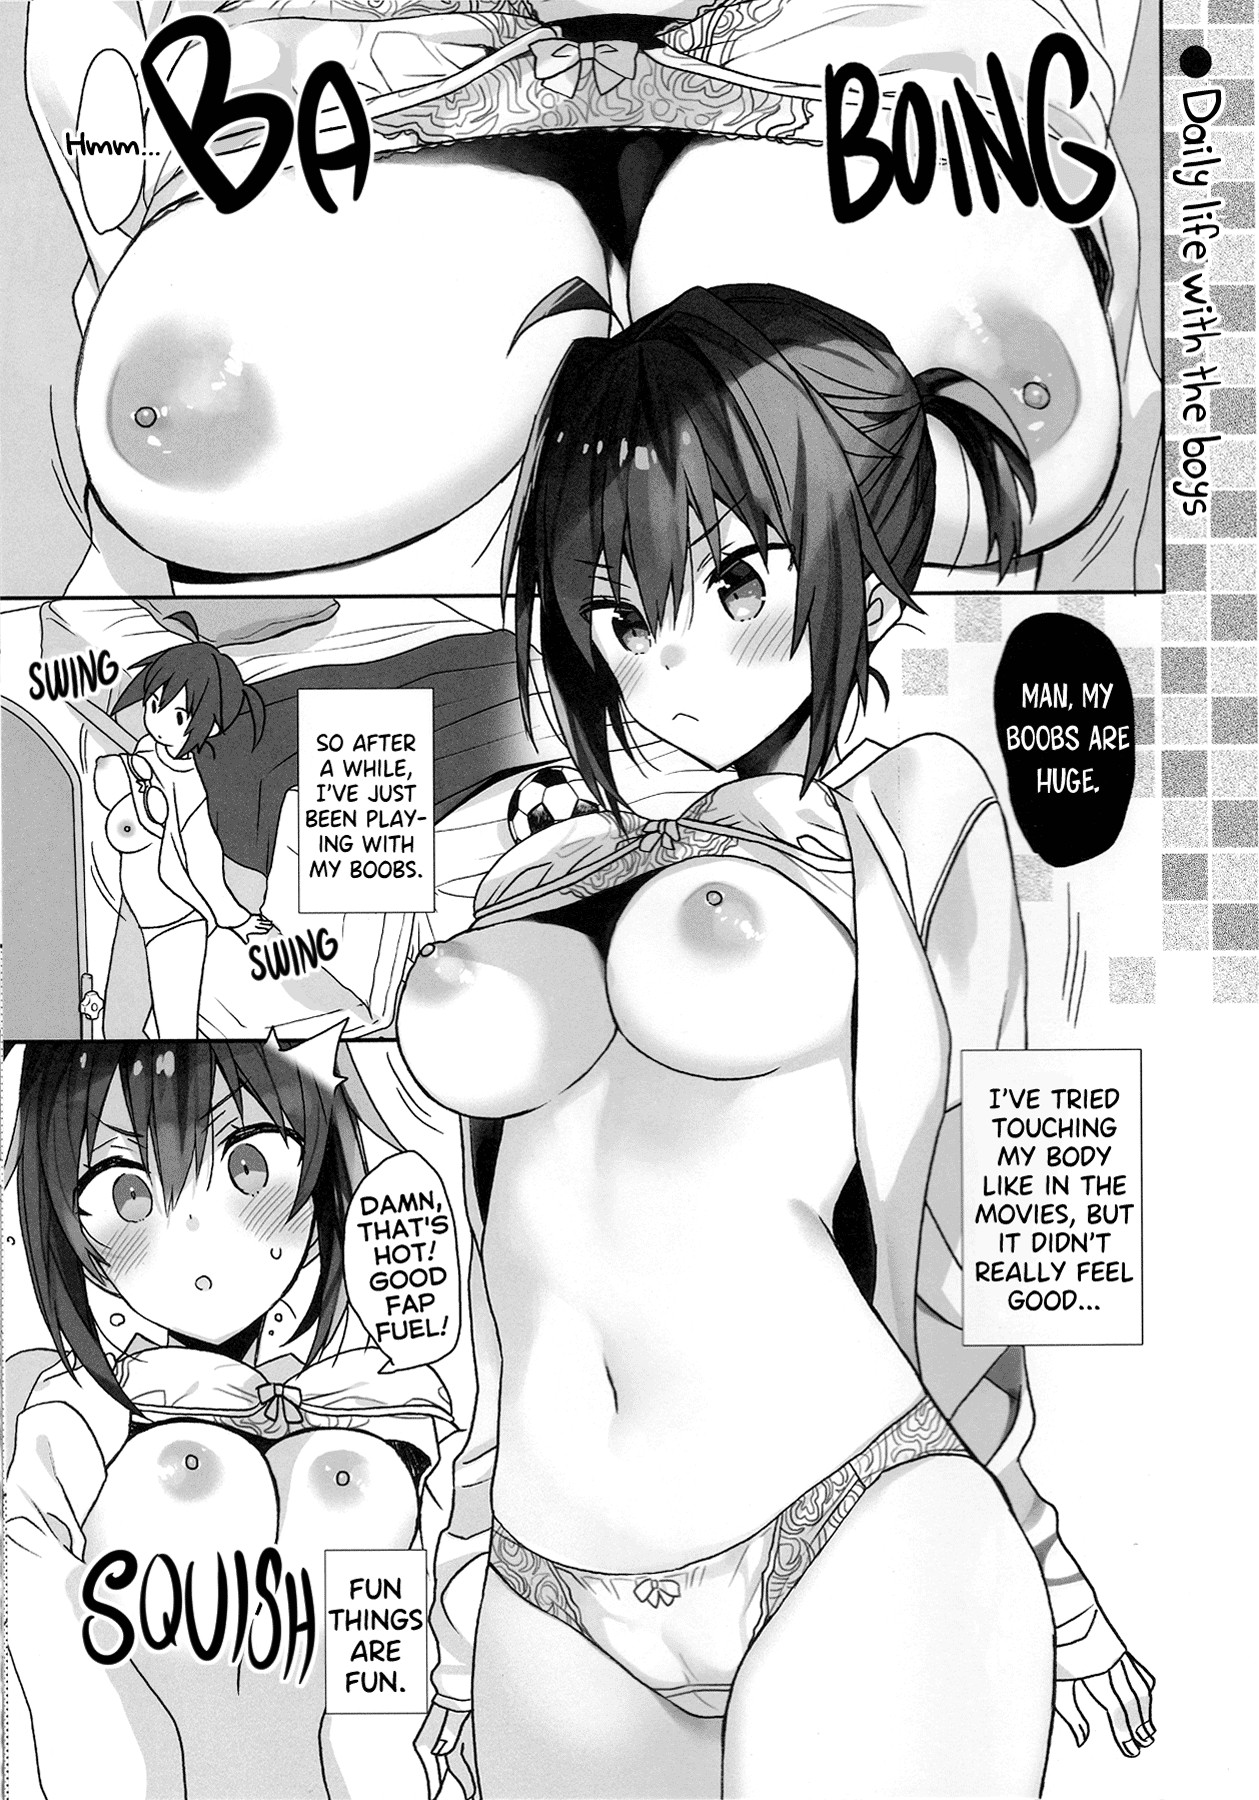 ● Daily life with the boys
BA BOING
Hmm...
MAN, MY
BOOBS ARE
HUGE.
I'VE TRIED
TOUCHING
MY BODY
LIKE IN THE
MOVIES, BUT
IT DIDN'T
REALLY FEEL
GOOD...
SO AFTER
A WHILE,
I'VE JUST
BEEN PLAY-
ING WITH
MY BOOBS.
SWING
SWING
DAMN,
THAT'S
HOT!
GOOD
FAP
FUEL!
SQUISH
FUN
THINGS
ARE
FUN.